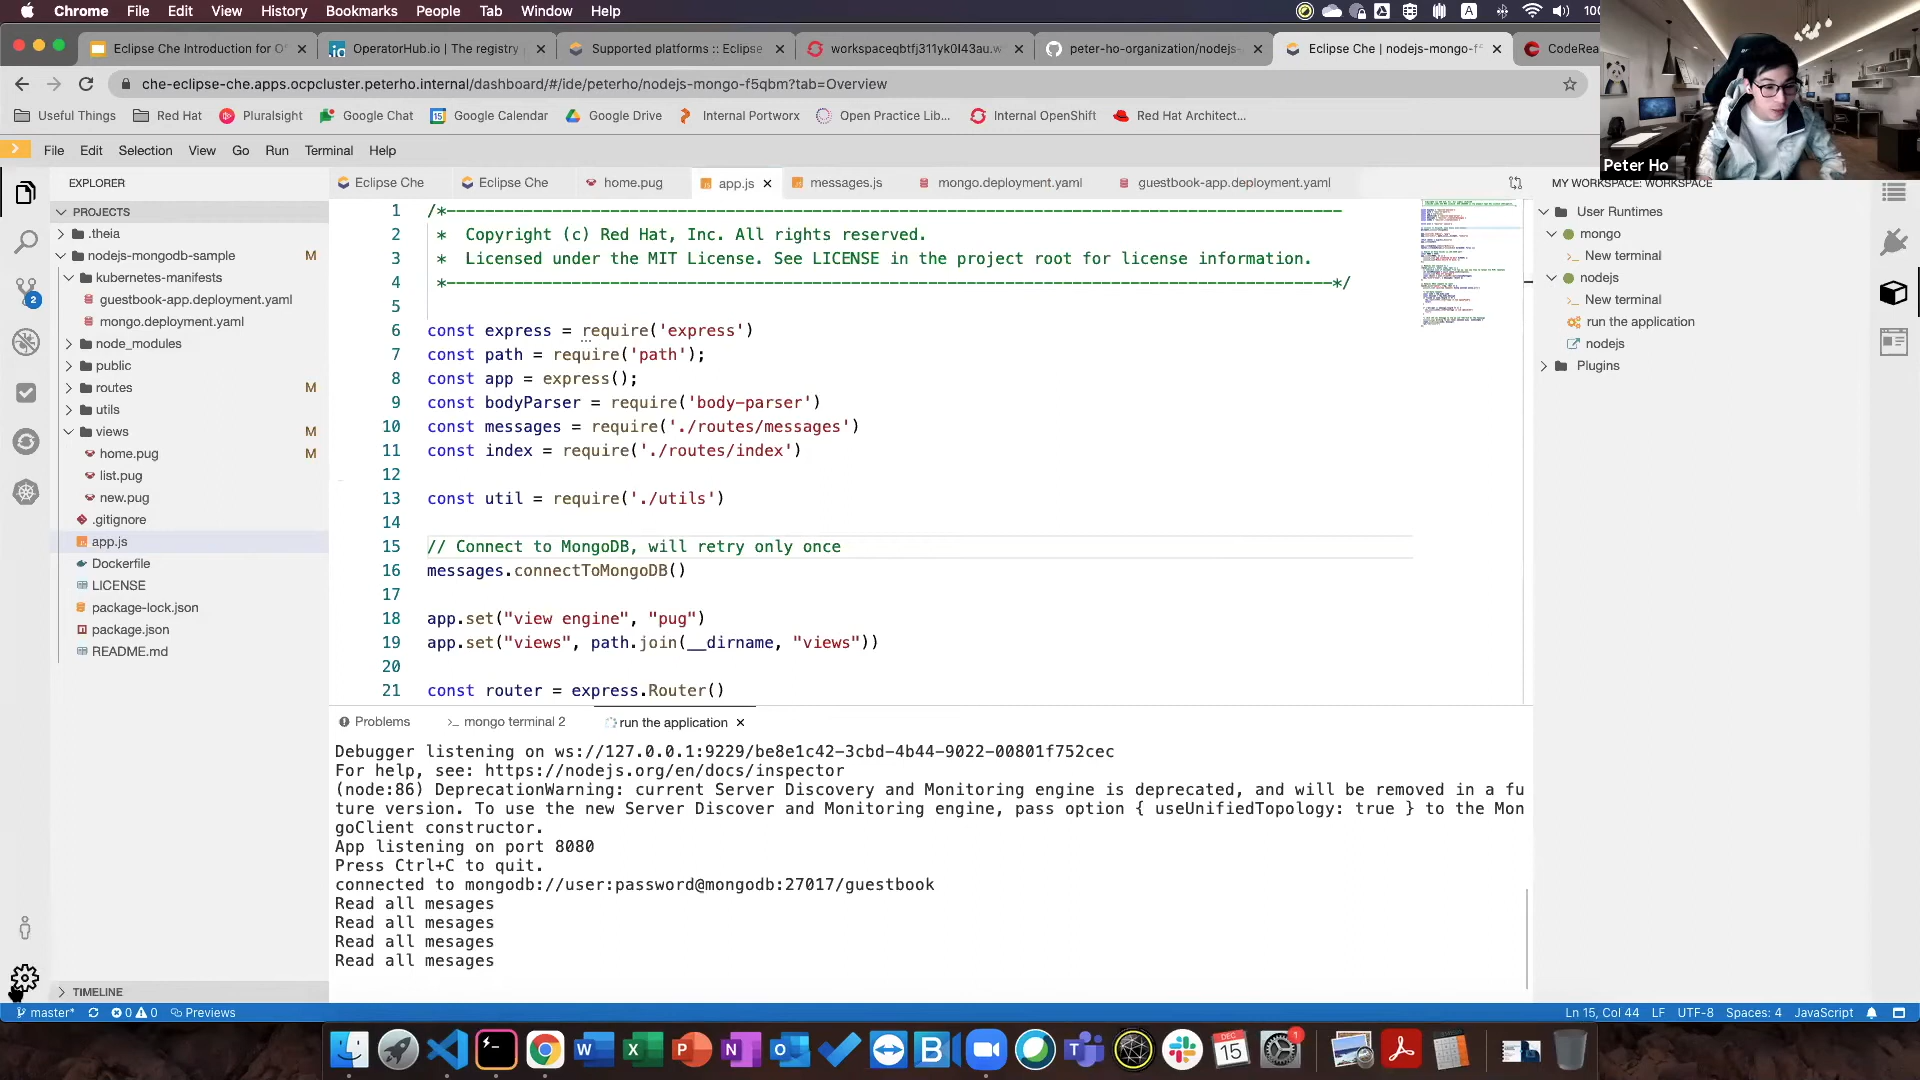 Chrome File Edit View History Bookmarks People Tab Window Help
Eclipse Che Introduction for O
OperatorHub.io | The registry
Supported platforms :: Eclipse
workspaceqbtfj311yk0l43au.w
peter-ho-organization/nodejs-
Eclipse Che | nodejs-mongo-f
CodeRea
che-eclipse-che.apps.ocpcluster.peterho.internal/dashboard/#/ide/peterho/nodejs-mongo-f5qbm?tab=Overview
Useful Things Red Hat Pluralsight Google Chat Google Calendar Google Drive Internal Portworx Open Practice Lib... Internal OpenShift Red Hat Architect...
Peter Ho
File Edit Selection View Go Run Terminal Help
EXPLORER
PROJECTS
.theia
nodejs-mongodb-sample M
kubernetes-manifests
guestbook-app.deployment.yaml
mongo.deployment.yaml
node_modules
public
routes M
utils
views M
home.pug M
list.pug
new.pug
.gitignore
app.js
Dockerfile
LICENSE
package-lock.json
package.json
README.md
TIMELINE
2
Eclipse Che Eclipse Che home.pug app.js messages.js mongo.deployment.yaml guestbook-app.deployment.yaml
1 /*----------------------------------------------------------------------------------------------
2 * Copyright (c) Red Hat, Inc. All rights reserved.
3 * Licensed under the MIT License. See LICENSE in the project root for license information.
4 *---------------------------------------------------------------------------------------------*/
5
6 const express = require('express')
7 const path = require('path');
8 const app = express();
9 const bodyParser = require('body-parser')
10 const messages = require('./routes/messages')
11 const index = require('./routes/index')
12
13 const util = require('./utils')
14
15 // Connect to MongoDB, will retry only once
16 messages.connectToMongoDB()
17
18 app.set("view engine", "pug")
19 app.set("views", path.join(__dirname, "views"))
20
21 const router = express.Router()
MY WORKSPACE: WORKSPACE
User Runtimes
mongo
New terminal
nodejs
New terminal
run the application
nodejs
Plugins
Problems mongo terminal 2 run the application
Debugger listening on ws://127.0.0.1:9229/be8e1c42-3cbd-4b44-9022-00801f752cec
For help, see: https://nodejs.org/en/docs/inspector
(node:86) DeprecationWarning: current Server Discovery and Monitoring engine is deprecated, and will be removed in a fu
ture version. To use the new Server Discover and Monitoring engine, pass option { useUnifiedTopology: true } to the Mon
goClient constructor.
App listening on port 8080
Press Ctrl+C to quit.
connected to mongodb://user:password@mongodb:27017/guestbook
Read all mesages
Read all mesages
Read all mesages
Read all mesages
master* 0 0 Previews
Ln 15, Col 44 LF UTF-8 Spaces: 4 JavaScript
DEC
15
1